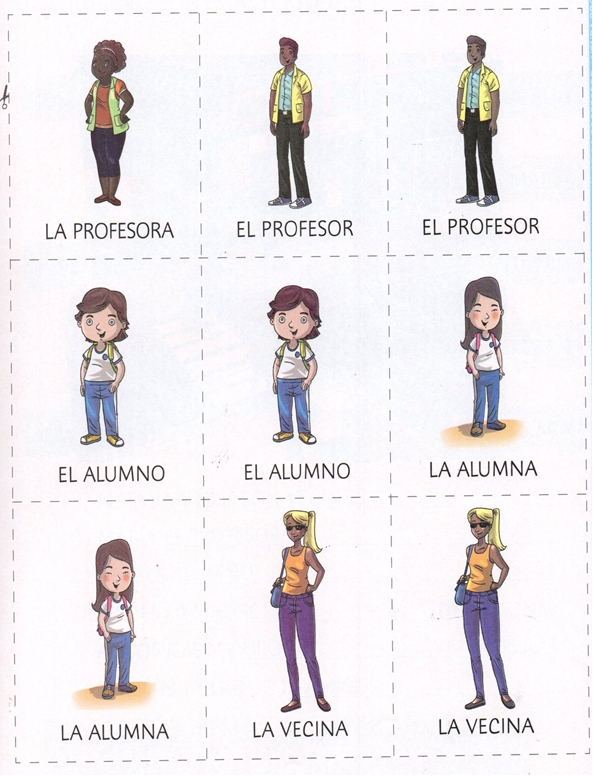 LA PROFESORA
EL PROFESOR
EL PROFESOR
EL ALUMNO
EL ALUMNO
LA ALUMNA
LA ALUMNA
LA VECINA
LA VECINA